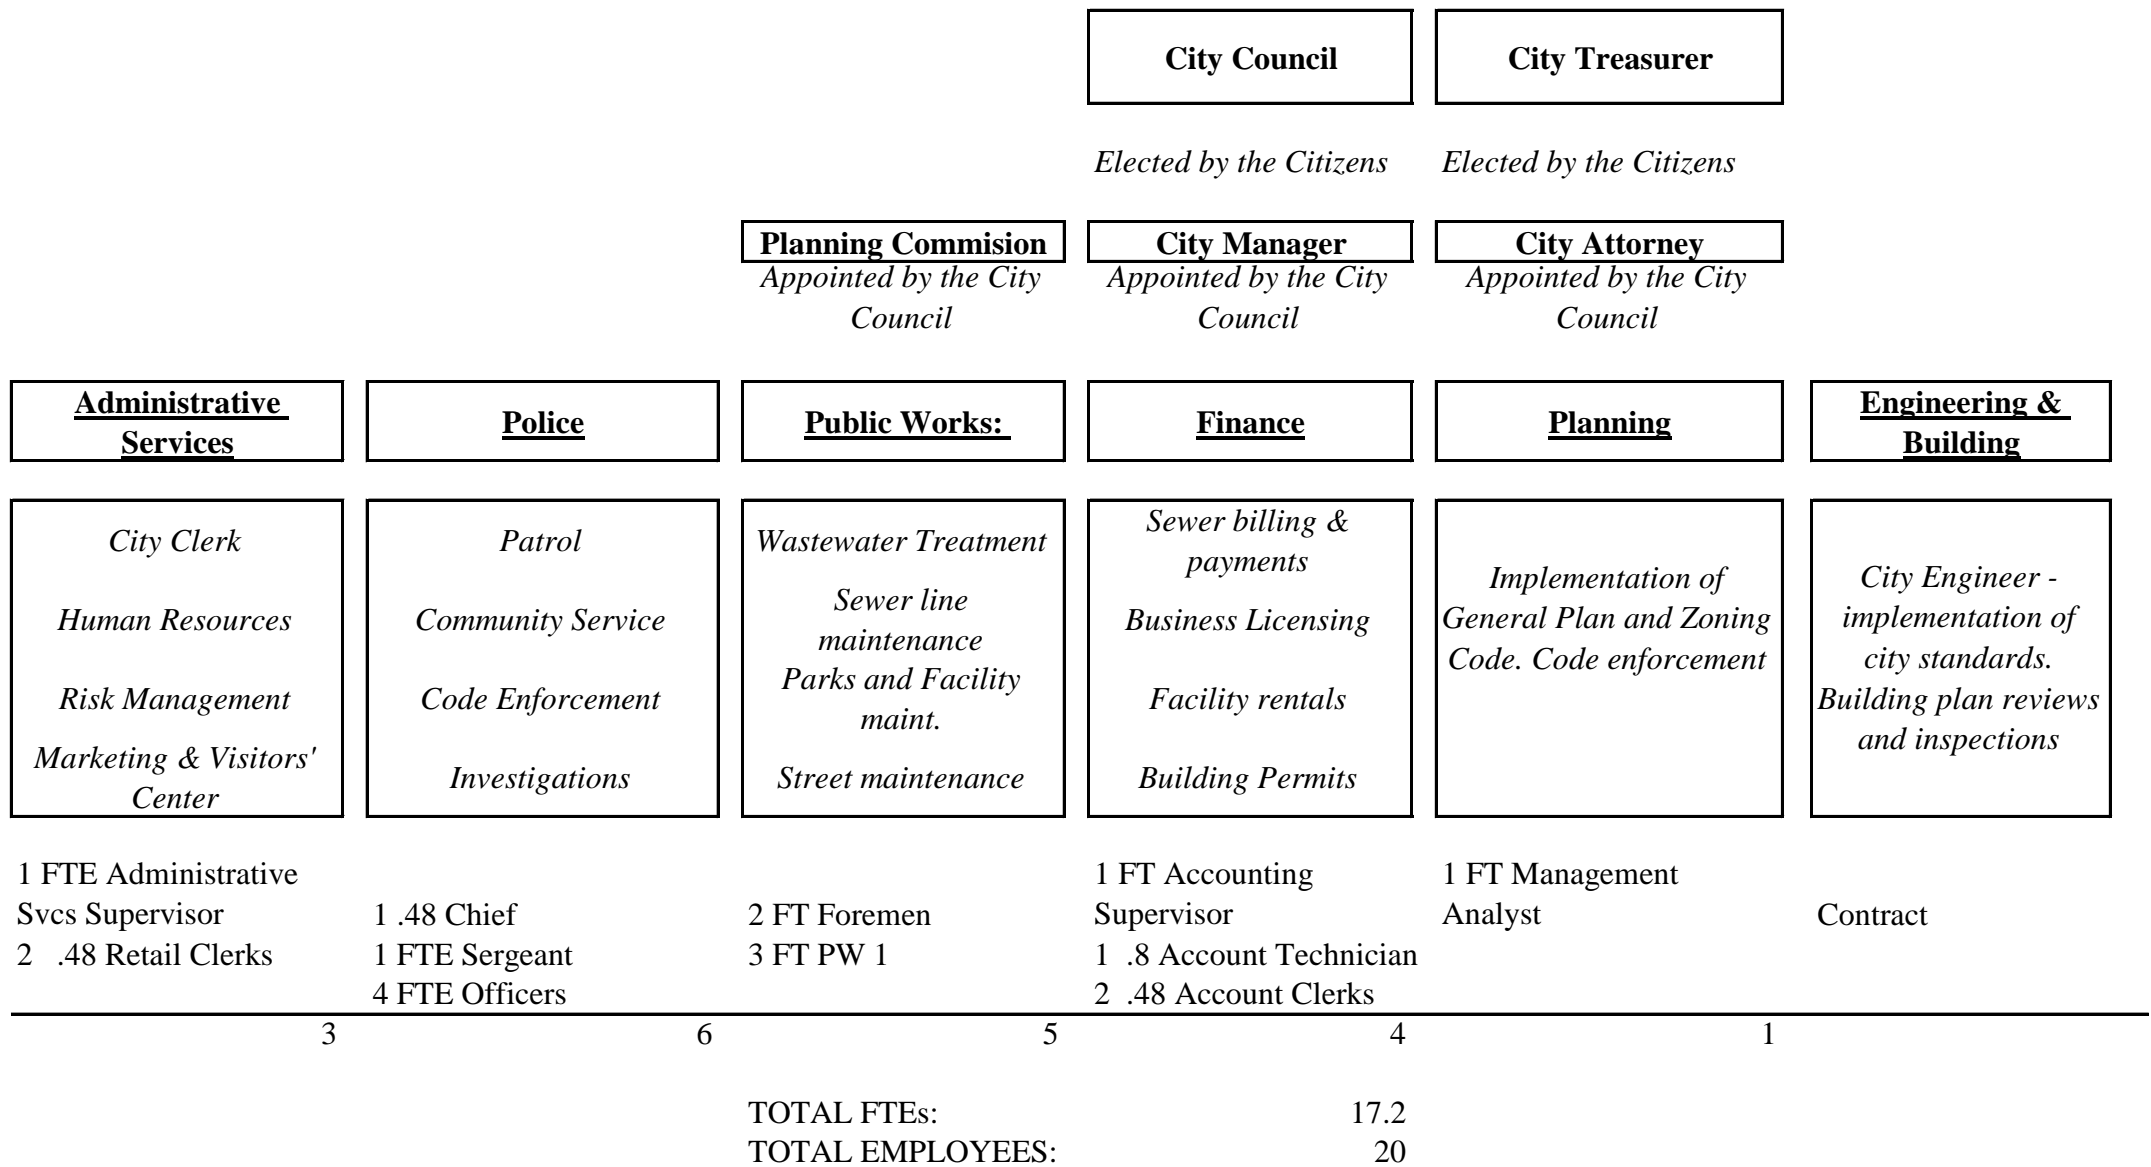 City Council
City Treasurer
Elected by the Citizens
Elected by the Citizens
Planning Commision
City Manager
City Attorney
Appointed by the City
Council
Appointed by the City
Council
Appointed by the City
Council
Administrative
Services
Police
Public Works:
Finance
Planning
Engineering &
Building
City Clerk
Human Resources
Risk Management
Marketing & Visitors'
Center
Patrol
Community Service
Code Enforcement
Investigations
Wastewater Treatment
Sewer line
maintenance
Parks and Facility
maint.
Street maintenance
Sewer billing &
payments
Business Licensing
Facility rentals
Building Permits
Implementation of
General Plan and Zoning
Code. Code enforcement
City Engineer -
implementation of
city standards.
Building plan reviews
and inspections
1 FTE Administrative
Svcs Supervisor
2 .48 Retail Clerks
1 .48 Chief
1 FTE Sergeant
4 FTE Officers
2 FT Foremen
3 FT PW 1
1 FT Accounting
Supervisor
1 .8 Account Technician
2 .48 Account Clerks
1 FT Management
Analyst
Contract
3
6
5
4
1
TOTAL FTEs: 17.2
TOTAL EMPLOYEES: 20